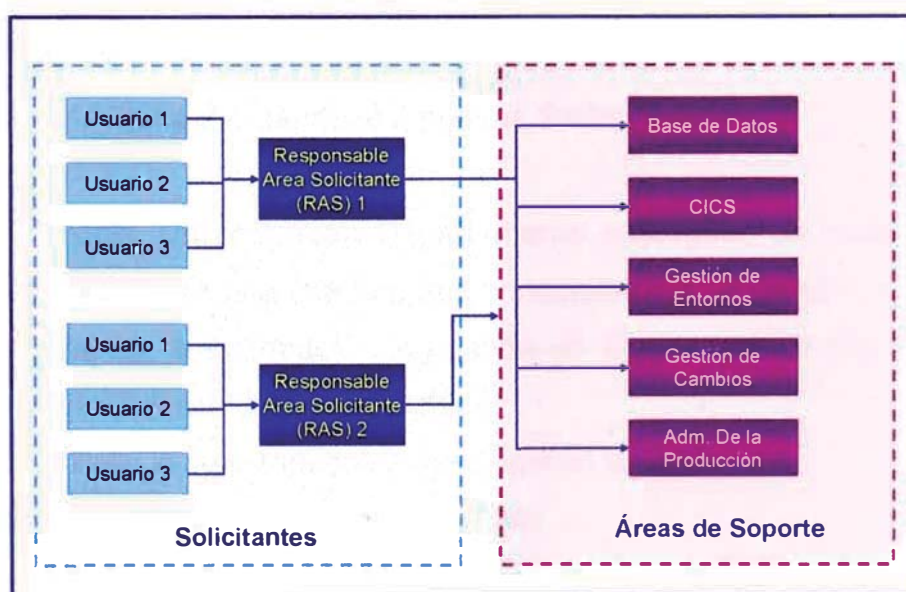 Usuario 1
Usuario 2
Usuario 3
Responsable
Area Solicitante
(RAS) 1
Usuario 1
Usuario 2
Usuario 3
Responsable
Area Solicitante
(RAS) 2
Solicitantes
Base de Datos
CICS
Gestión de
Entornos
Gestión de
Cambios
Adm. De la
Producción
Áreas de Soporte